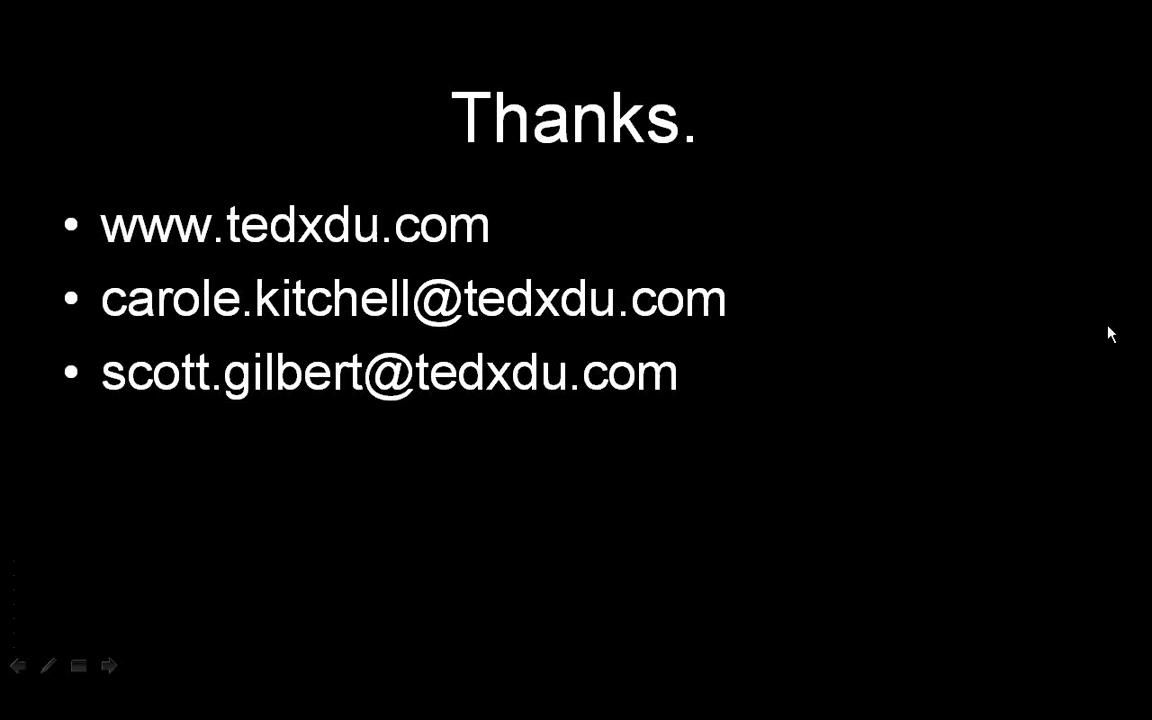 Thanks.
• www.tedxdu.com
• carole.kitchell@tedxdu.com
• scott.gilbert@tedxdu.com